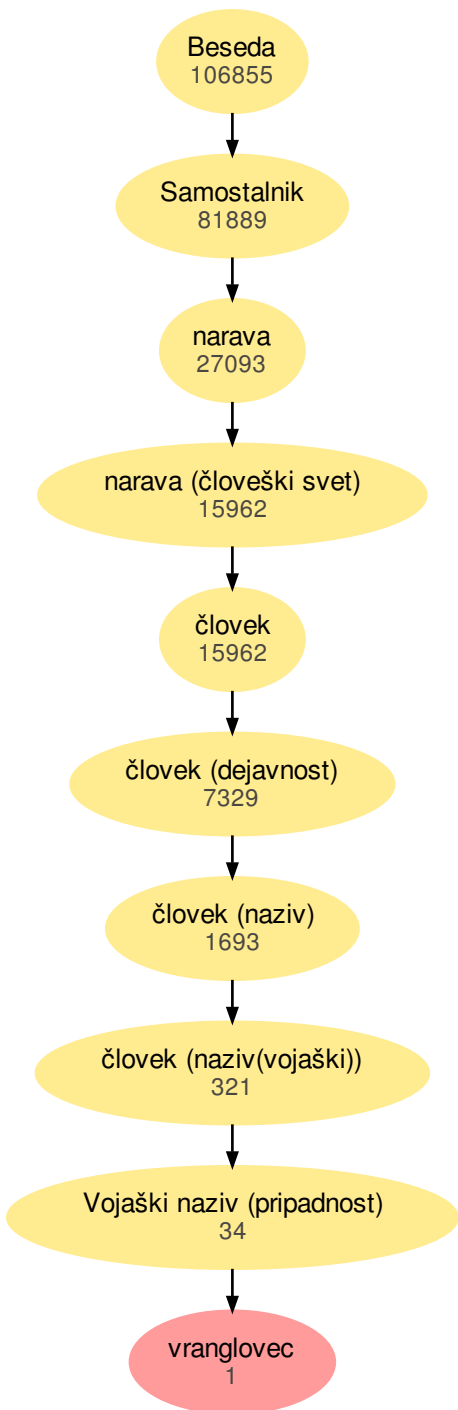 Beseda
106855
Samostalnik
81889
narava
27093
narava (človeški svet)
15962
človek
15962
človek (dejavnost)
7329
človek (naziv)
1693
človek (naziv(vojaški))
321
Vojaški naziv (pripadnost)
34
vranglovec
1